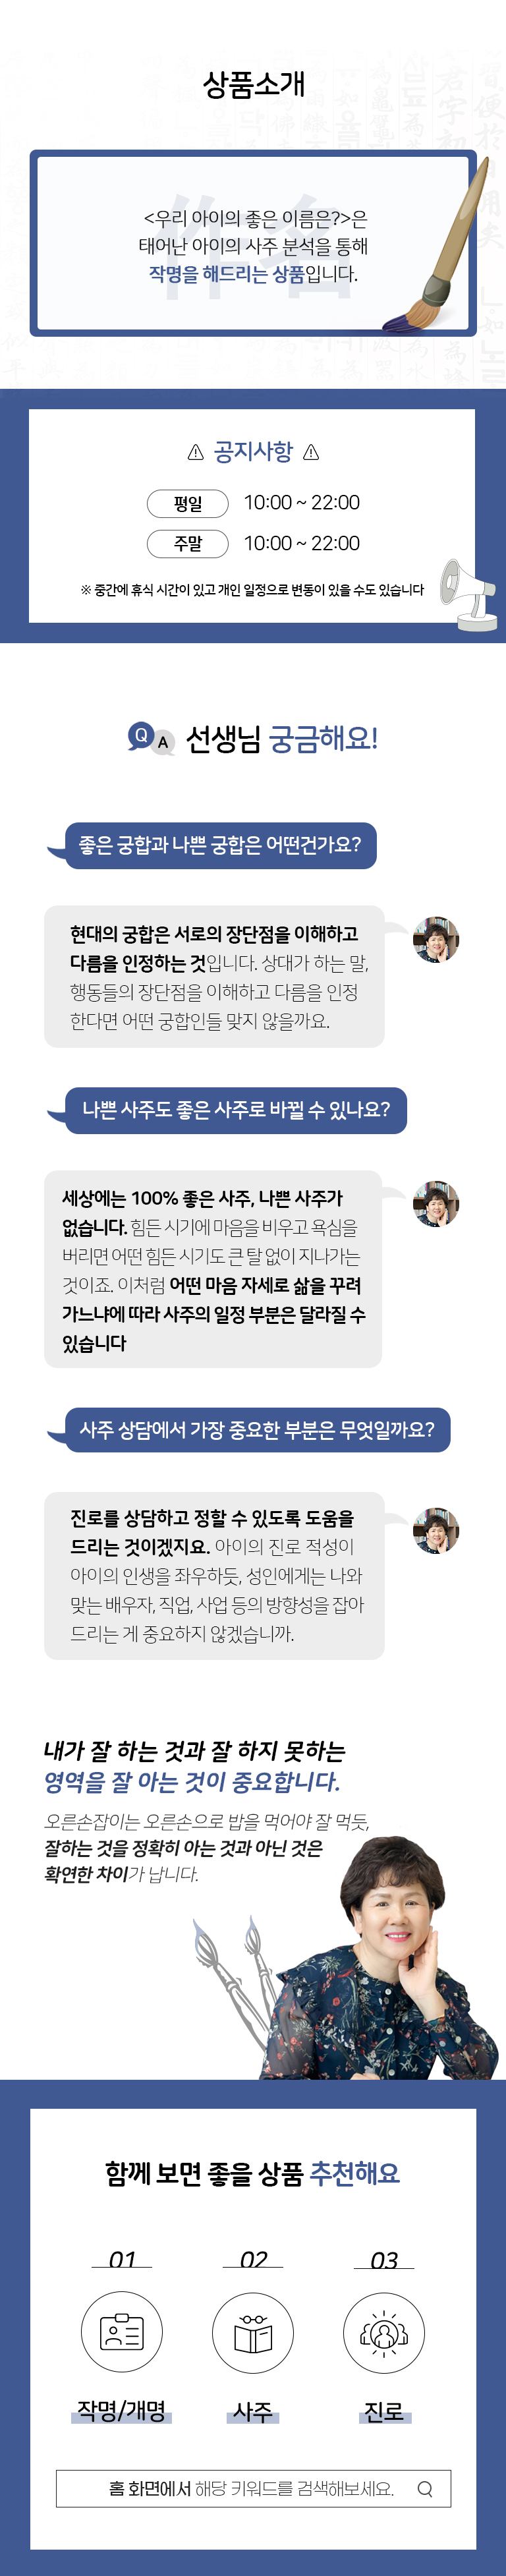 상품소개
作名
<우리 아이의 좋은 이름은?>은
태어난 아이의 사주 분석을 통해
작명을 해드리는 상품입니다.
공지사항
평일 10:00 ~ 22:00
주말 10:00 ~ 22:00
※ 중간에 휴식 시간이 있고 개인 일정으로 변동이 있을 수도 있습니다
Q A 선생님 궁금해요!
좋은 궁합과 나쁜 궁합은 어떤건가요?
현대의 궁합은 서로의 장단점을 이해하고
다름을 인정하는 것입니다. 상대가 하는 말,
행동들의 장단점을 이해하고 다름을 인정
한다면 어떤 궁합인들 맞지 않을까요.
나쁜 사주도 좋은 사주로 바뀔 수 있나요?
세상에는 100% 좋은 사주, 나쁜 사주가
없습니다. 힘든 시기에 마음을 비우고 욕심을
버리면 어떤 힘든 시기도 큰 탈 없이 지나가는
것이죠. 이처럼 어떤 마음 자세로 삶을 꾸려
가느냐에 따라 사주의 일정 부분은 달라질 수
있습니다
사주 상담에서 가장 중요한 부분은 무엇일까요?
진로를 상담하고 정할 수 있도록 도움을
드리는 것이겠지요. 아이의 진로 적성이
아이의 인생을 좌우하듯, 성인에게는 나와
맞는 배우자, 직업, 사업 등의 방향성을 잡아
드리는 게 중요하지 않겠습니까.
내가 잘 하는 것과 잘 하지 못하는
영역을 잘 아는 것이 중요합니다.
오른손잡이는 오른손으로 밥을 먹어야 잘 먹듯,
잘하는 것을 정확히 아는 것과 아닌 것은
확연한 차이가 납니다.
함께 보면 좋을 상품 추천해요
01 02 03
작명/개명 사주 진로
홈 화면에서 해당 키워드를 검색해보세요.